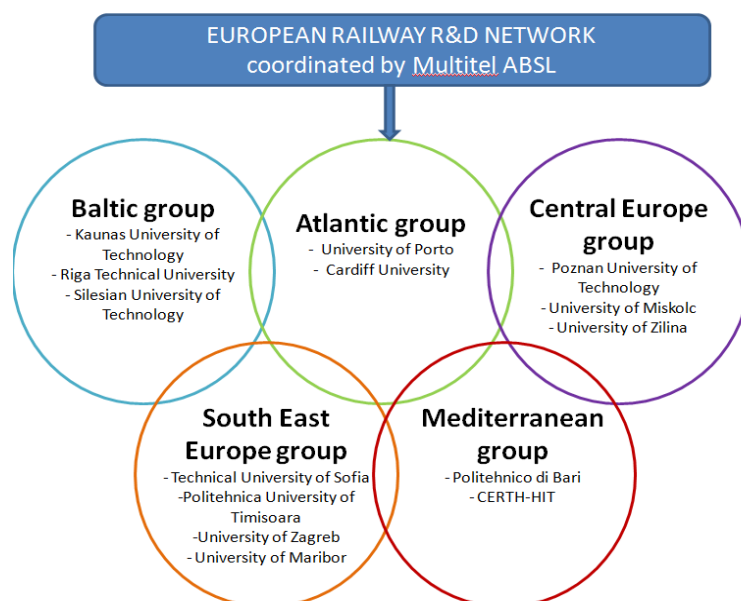 EUROPEAN RAILWAY R&D NETWORK
coordinated by Multitel ABSL
Baltic group
- Kaunas University of
Technology
- Riga Technical University
- Silesian University of
Technology
Atlantic group
- University of Porto
- Cardiff University
Central Europe
group
- Poznan University of
Technology
- University of Miskolc
- University of Zilina
South East
Europe group
- Technical University of Sofia
-Politehnica University of
Timisoara
- University of Zagreb
- University of Maribor
Mediterranean
group
- Politehnico di Bari
- CERTH-HIT